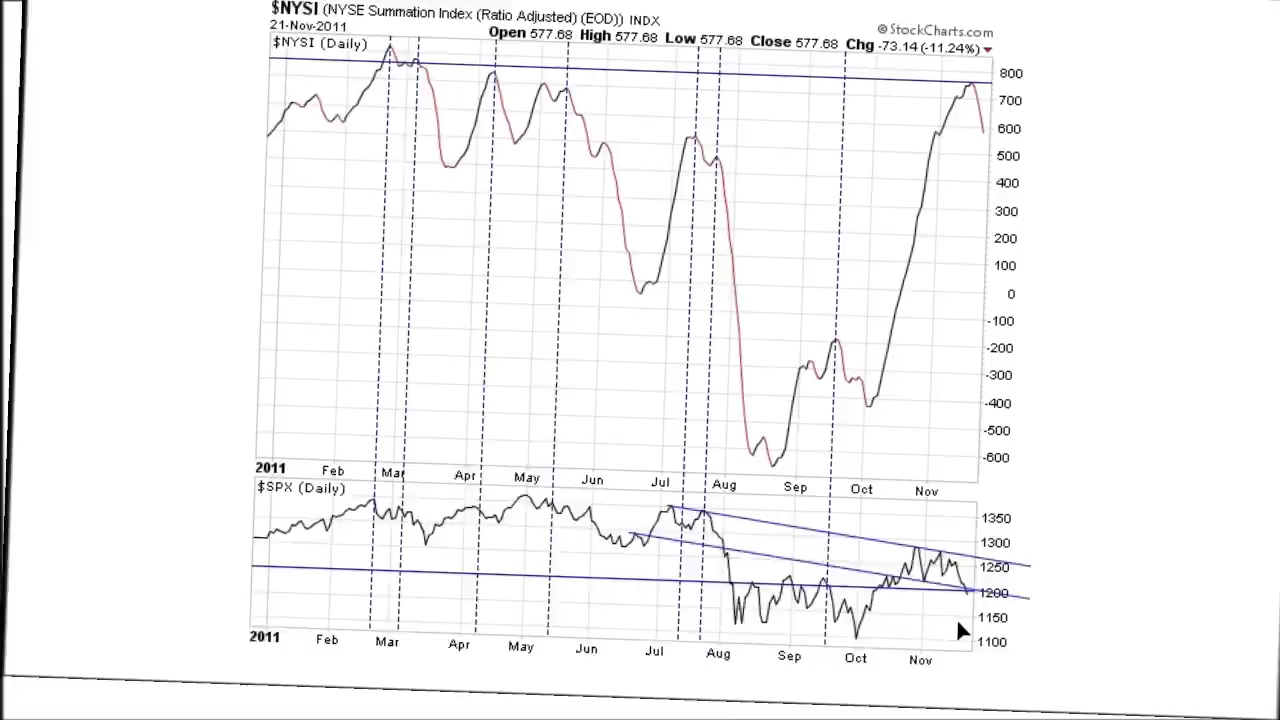 $NYSI (NYSE Summation Index (Ratio Adjusted) (EOD)) INDX
© StockCharts.com
21-Nov-2011
Open 577.68 High 577.68 Low 577.68 Close 577.68 Chg -73.14 (-11.24%)
$NYSI (Daily)
800
700
600
500
400
300
200
100
0
-100
-200
-300
-400
-500
-600
2011 Feb Mar Apr May Jun Jul Aug Sep Oct Nov
$SPX (Daily)
1350
1300
1250
1200
1150
1100
2011 Feb Mar Apr May Jun Jul Aug Sep Oct Nov